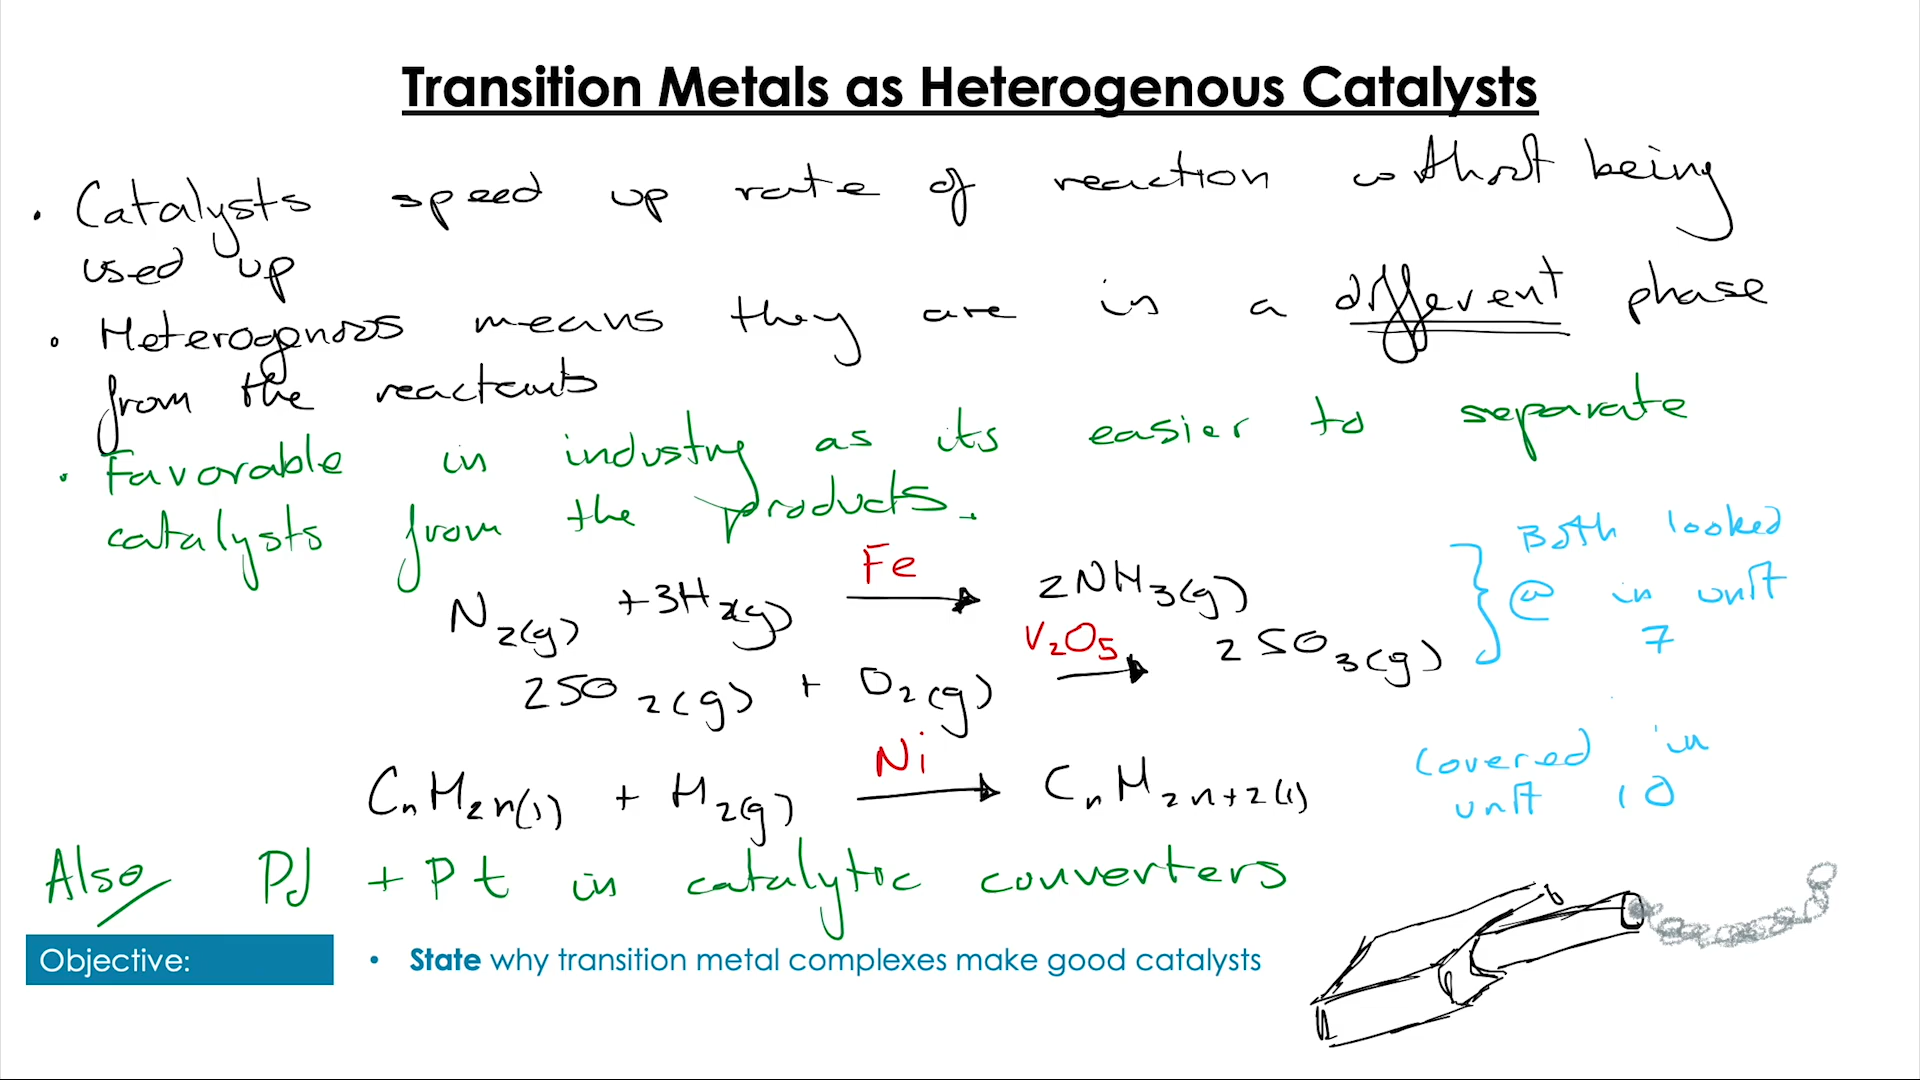 Transition Metals as Heterogenous Catalysts
• Catalysts speed up rate of reaction without being
used up
• Heterogenous means they are in a different phase
from the reactants
• Favorable in industry as its easier to separate
catalysts from the products.
N2(g) + 3H2(g) Fe → 2NH3(g)
2SO2(g) + O2(g) V2O5 → 2SO3(g)
Both looked
@ in unit
7
CnH2n(l) + H2(g) Ni → CnH2n+2(l)
Covered in
unit 10
Also Pd + Pt in catalytic converters
Objective:
• State why transition metal complexes make good catalysts